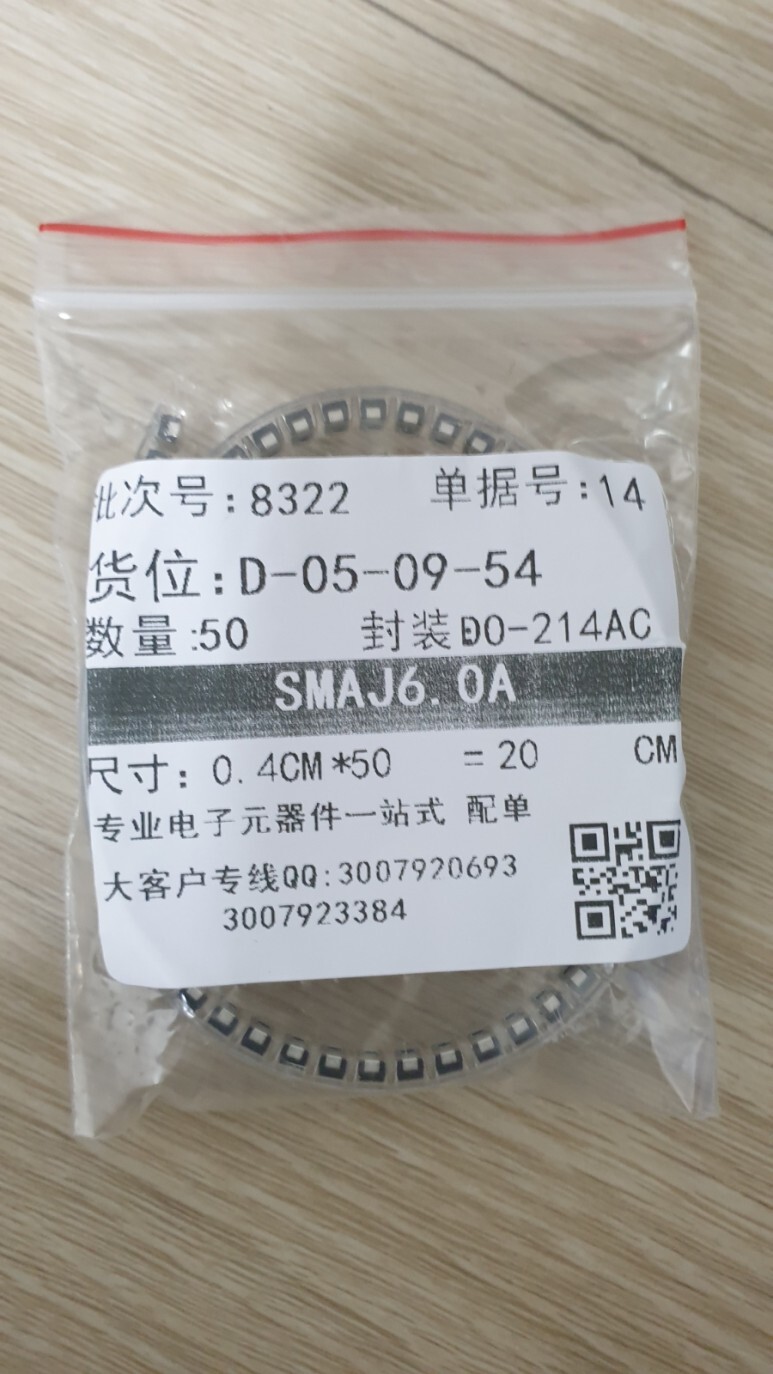 批次号:8322 单据号:14
货位:D-05-09-54
数量:50 封装:DO-214AC
SMAJ6.0A
尺寸: 0.4CM*50 = 20 CM
专业电子元器件一站式 配单
大客户专线QQ:3007920693
3007923384